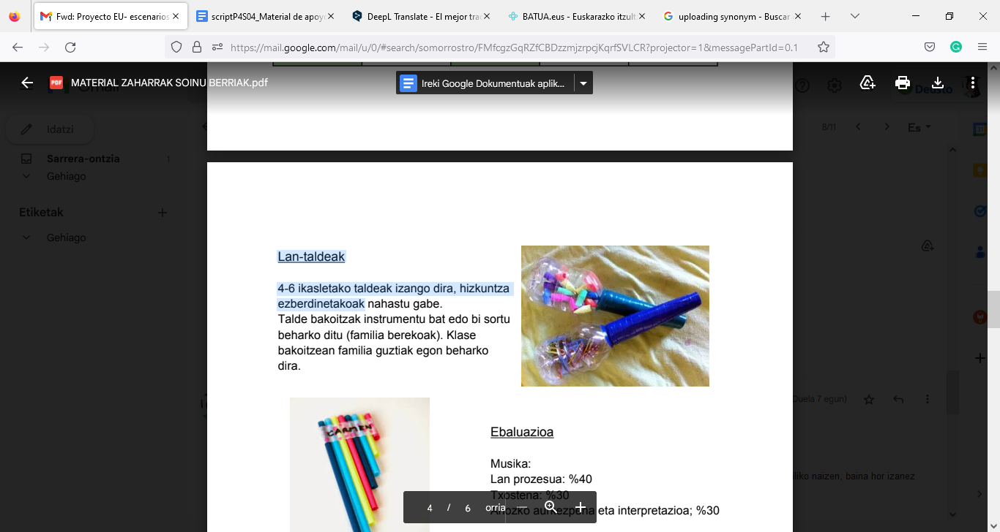 Fwd: Proyecto EU- escenarios
scriptP4S04_Material de apoy
DeepL Translate - El mejor tra
BATUA.eus - Euskarazko itzult
uploading synonym - Buscar
https://mail.google.com/mail/u/0/#search/somorrostro/FMfcgzGqRZfCBDzzmjzrpcjKqrfSVLCR?projector=1&messagePartId=0.1
PDF MATERIAL ZAHARRAK SOINU BERRIAK.pdf
Ireki Google Dokumentuak aplik...
Deusto
Idatzi
8/11
Es
Sarrera-ontzia 1
Gehiago
Etiketak
Gehiago
Lan-taldeak
4-6 ikasletako taldeak izango dira, hizkuntza
ezberdinetakoak nahastu gabe.
Talde bakoitzak instrumentu bat edo bi sortu
beharko ditu (familia berekoak). Klase
bakoitzean familia guztiak egon beharko
dira.
Duela 7 egun)
CARMEN
Ebaluazioa
Musika:
Lan prozesua: %40
Txostena: %30
Ahozko aurkezpena eta interpretazioa; %30
naizen, baina hor izanez
4 / 6 orria